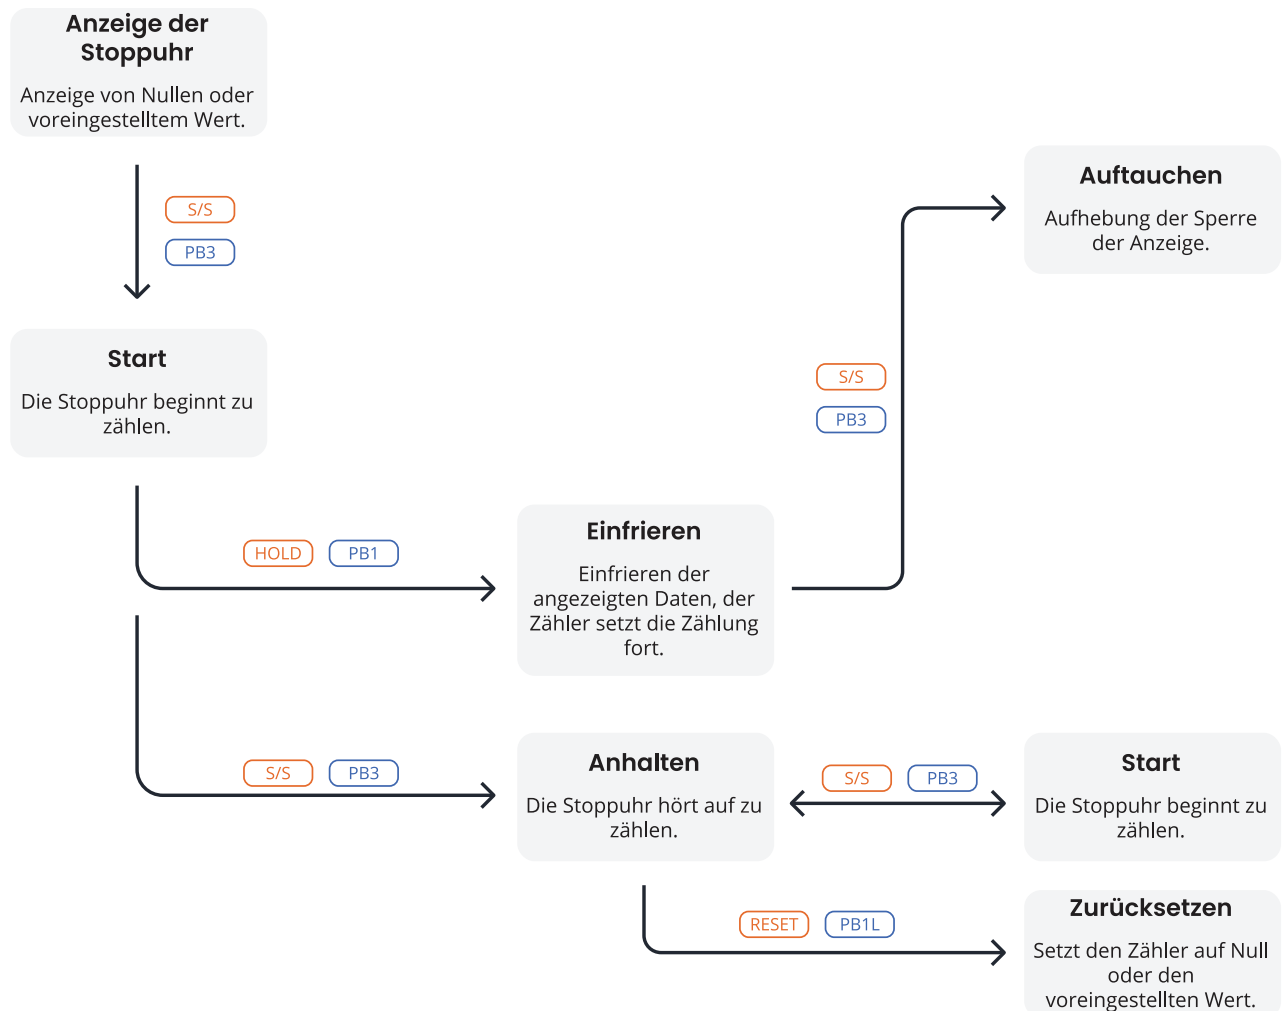 Anzeige der
Stoppuhr
Anzeige von Nullen oder
voreingestelltem Wert.
S/S
PB3
Auftauchen
Aufhebung der Sperre
der Anzeige.
Start
Die Stoppuhr beginnt zu
zählen.
S/S
PB3
HOLD PB1
Einfrieren
Einfrieren der
angezeigten Daten, der
Zähler setzt die Zählung
fort.
S/S PB3
Anhalten
Die Stoppuhr hört auf zu
zählen.
S/S PB3
Start
Die Stoppuhr beginnt zu
zählen.
RESET PB1L
Zurücksetzen
Setzt den Zähler auf Null
oder den
voreingestellten Wert.